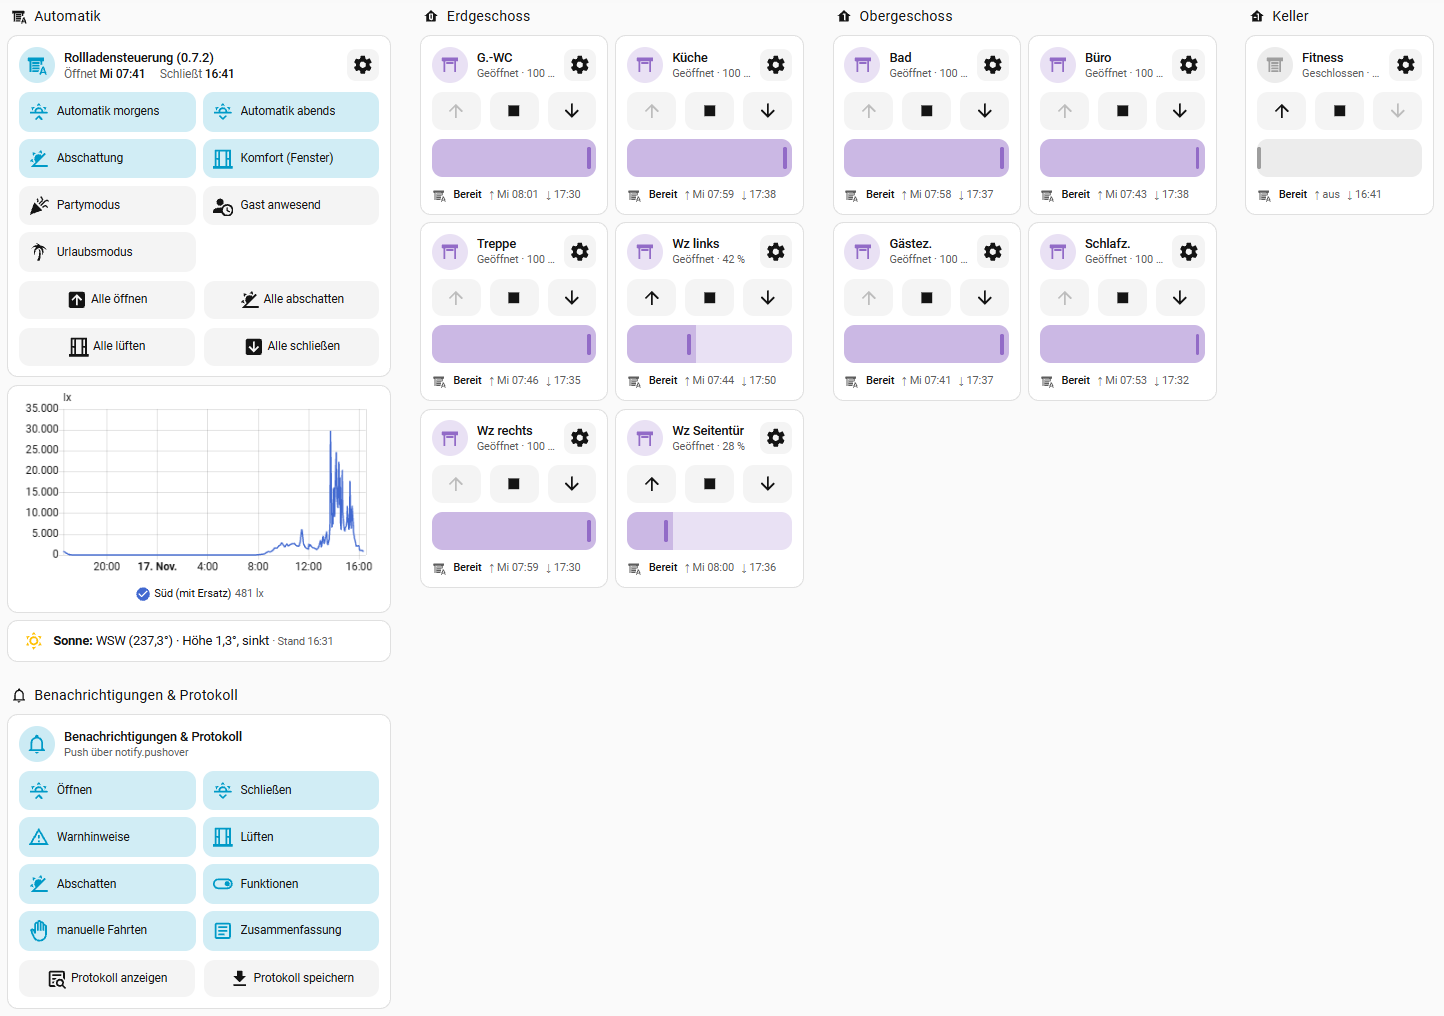 Automatik
Rollladensteuerung (0.7.2)
Öffnet Mi 07:41 Schließt 16:41
Automatik morgens
Automatik abends
Abschattung
Komfort (Fenster)
Partymodus
Gast anwesend
Urlaubsmodus
Alle öffnen
Alle abschatten
Alle lüften
Alle schließen
lx
35.000
30.000
25.000
20.000
15.000
10.000
5.000
0
20:00 17. Nov. 4:00 8:00 12:00 16:00
Süd (mit Ersatz) 481 lx
Sonne: WSW (237,3°) · Höhe 1,3°, sinkt · Stand 16:31
Benachrichtigungen & Protokoll
Benachrichtigungen & Protokoll
Push über notify.pushover
Öffnen
Schließen
Warnhinweise
Lüften
Abschatten
Funktionen
manuelle Fahrten
Zusammenfassung
Protokoll anzeigen
Protokoll speichern
Erdgeschoss
G.-WC
Geöffnet · 100 ...
Bereit ↑ Mi 08:01 ↓ 17:30
Küche
Geöffnet · 100 ...
Bereit ↑ Mi 07:59 ↓ 17:38
Treppe
Geöffnet · 100 ...
Bereit ↑ Mi 07:46 ↓ 17:35
Wz links
Geöffnet · 42 %
Bereit ↑ Mi 07:44 ↓ 17:50
Wz rechts
Geöffnet · 100 ...
Bereit ↑ Mi 07:59 ↓ 17:30
Wz Seitentür
Geöffnet · 28 %
Bereit ↑ Mi 08:00 ↓ 17:36
Obergeschoss
Bad
Geöffnet · 100 ...
Bereit ↑ Mi 07:58 ↓ 17:37
Büro
Geöffnet · 100 ...
Bereit ↑ Mi 07:43 ↓ 17:38
Gästez.
Geöffnet · 100 ...
Bereit ↑ Mi 07:41 ↓ 17:37
Schlafz.
Geöffnet · 100 ...
Bereit ↑ Mi 07:53 ↓ 17:32
Keller
Fitness
Geschlossen · ...
Bereit ↑ aus ↓ 16:41